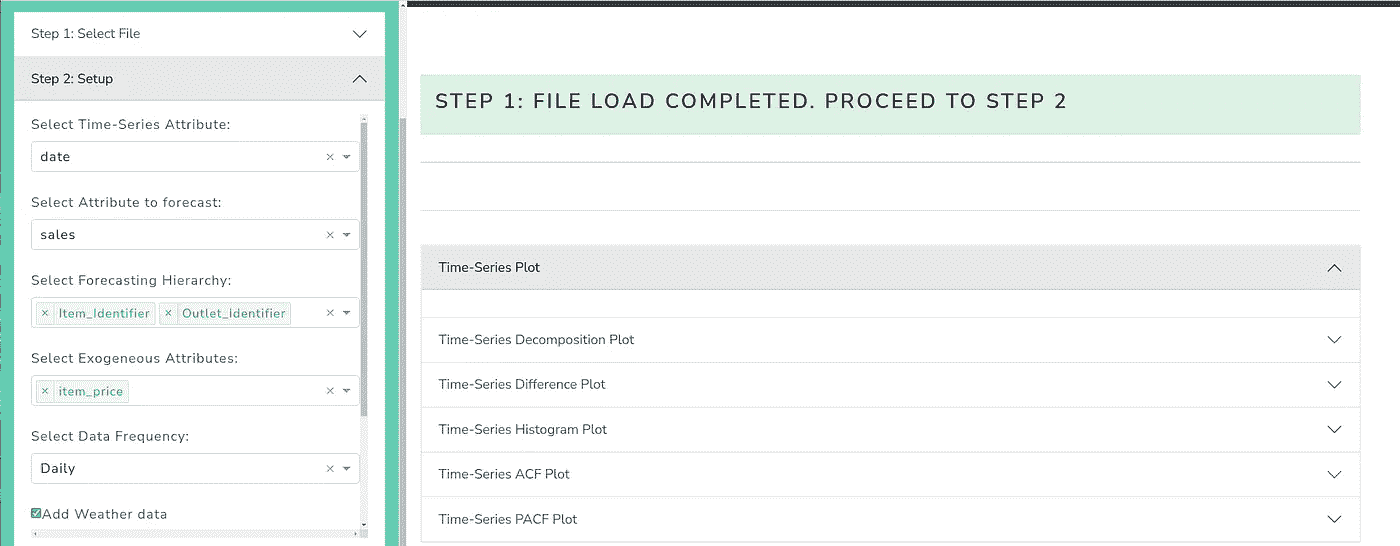 Step 1: Select File
Step 2: Setup
Select Time-Series Attribute:
date
Select Attribute to forecast:
sales
Select Forecasting Hierarchy:
× Item_Identifier × Outlet_Identifier
Select Exogeneous Attributes:
× item_price
Select Data Frequency:
Daily
Add Weather data
STEP 1: FILE LOAD COMPLETED. PROCEED TO STEP 2
Time-Series Plot
Time-Series Decomposition Plot
Time-Series Difference Plot
Time-Series Histogram Plot
Time-Series ACF Plot
Time-Series PACF Plot